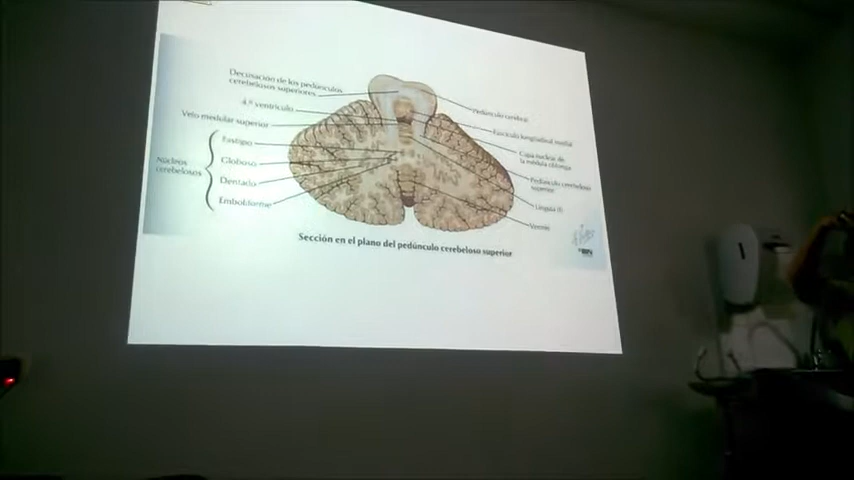 Decusación de los pedúnculos
cerebelosos superiores
4.º ventrículo
Velo medular superior
Núcleos
cerebelosos
Fastigio
Globoso
Dentado
Emboliforme
Pedúnculo cerebral
Fascículo longitudinal medial
Capa nuclear de
la médula oblonga
Pedúnculo cerebeloso
superior
Língula
Vermis
Sección en el plano del pedúnculo cerebeloso superior